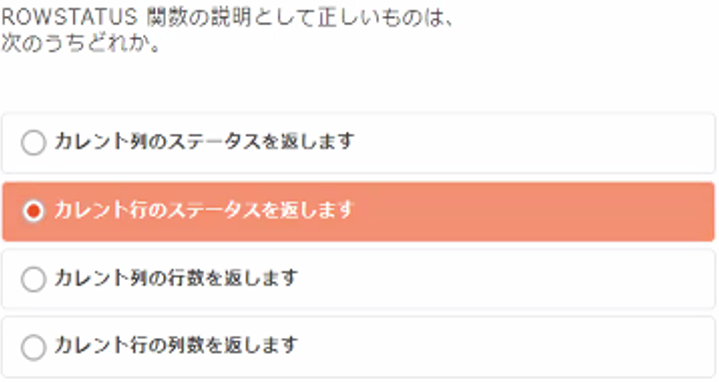 ROWSTATUS 関数の説明として正しいものは、
次のうちどれか。
カレント列のステータスを返します
カレント行のステータスを返します
カレント列の行数を返します
カレント行の列数を返します